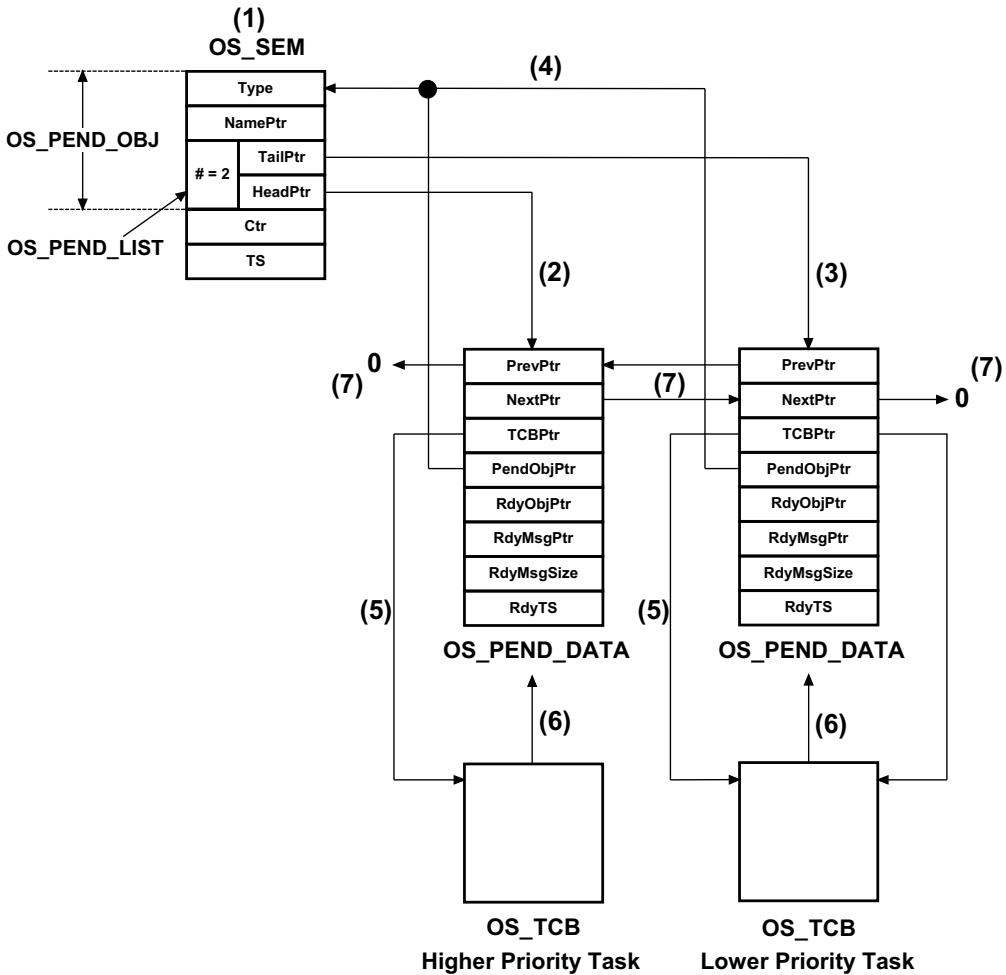 (1)
OS_SEM
(4)
Type
NamePtr
OS_PEND_OBJ
TailPtr
# = 2
HeadPtr
Ctr
OS_PEND_LIST
TS
(2)
(3)
0
(7)
PrevPtr
NextPtr
TCBPtr
PendObjPtr
RdyObjPtr
RdyMsgPtr
RdyMsgSize
RdyTS
(7)
PrevPtr
NextPtr
TCBPtr
PendObjPtr
RdyObjPtr
RdyMsgPtr
RdyMsgSize
RdyTS
(7)
0
(5)
(5)
OS_PEND_DATA
OS_PEND_DATA
(6)
(6)
OS_TCB
Higher Priority Task
OS_TCB
Lower Priority Task